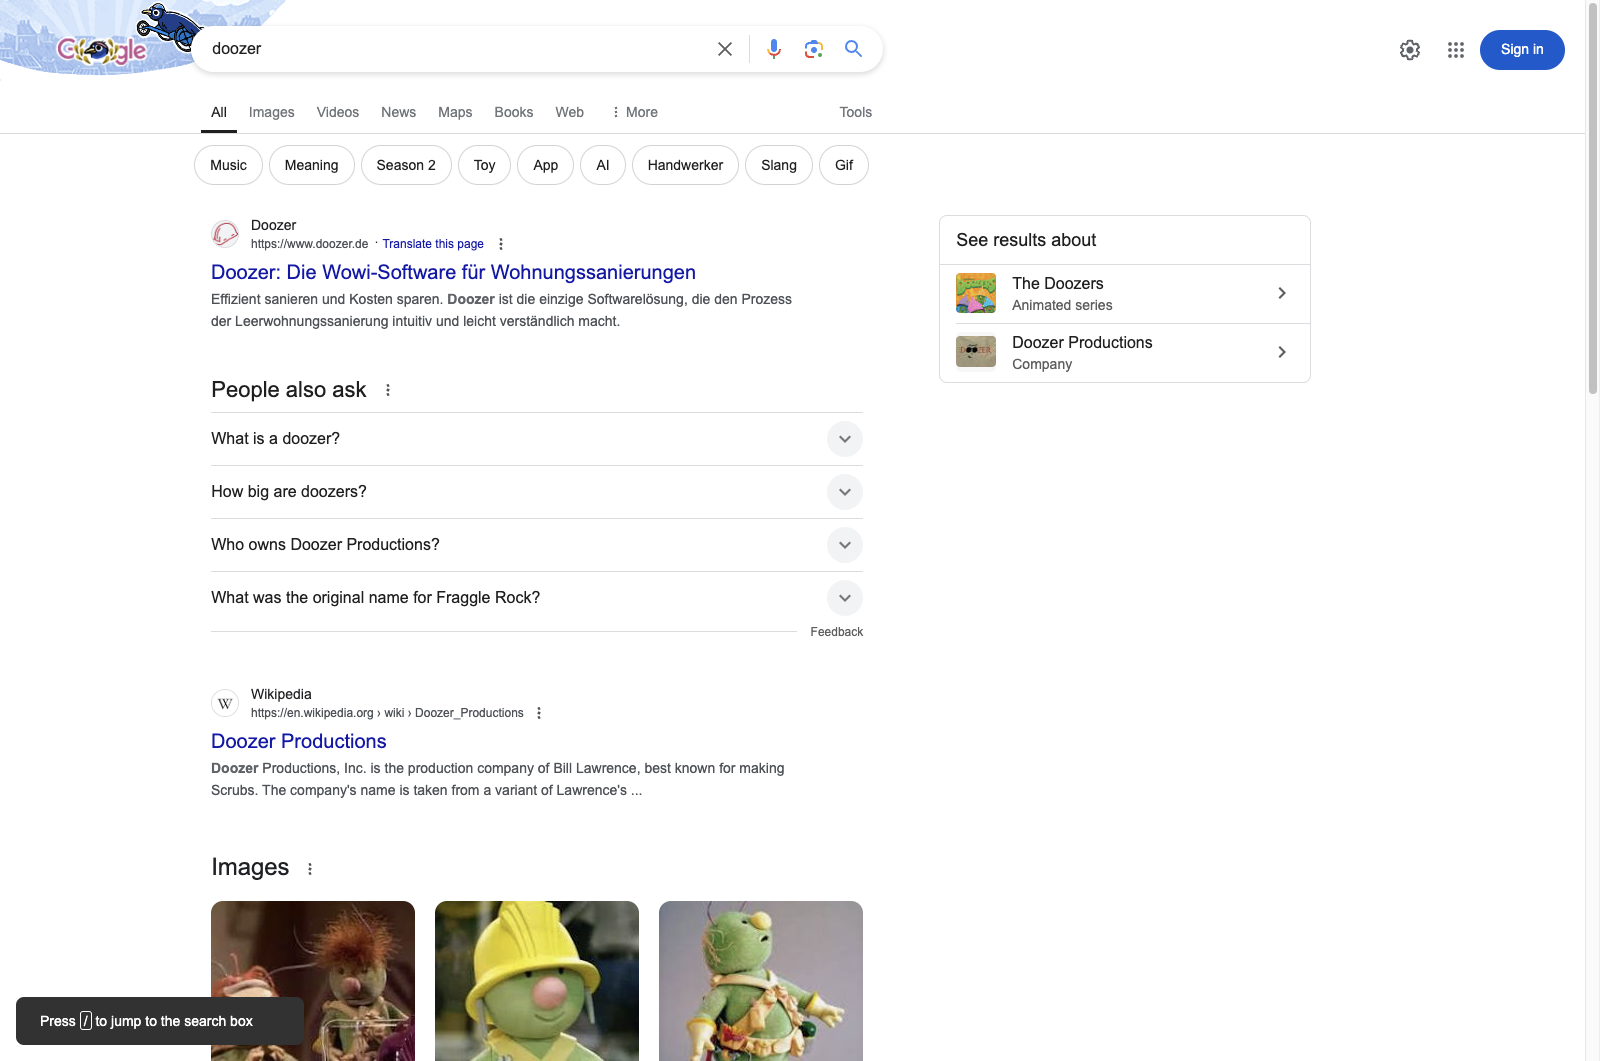 Google
doozer
Sign in
All Images Videos News Maps Books Web More Tools
Music Meaning Season 2 Toy App AI Handwerker Slang Gif
Doozer
https://www.doozer.de · Translate this page
Doozer: Die Wowi-Software für Wohnungssanierungen
Effizient sanieren und Kosten sparen. Doozer ist die einzige Softwarelösung, die den Prozess
der Leerwohnungssanierung intuitiv und leicht verständlich macht.
People also ask
What is a doozer?
How big are doozers?
Who owns Doozer Productions?
What was the original name for Fraggle Rock?
Feedback
W
Wikipedia
https://en.wikipedia.org › wiki › Doozer_Productions
Doozer Productions
Doozer Productions, Inc. is the production company of Bill Lawrence, best known for making
Scrubs. The company's name is taken from a variant of Lawrence's ...
Images
Press / to jump to the search box
See results about
The Doozers
Animated series
DOOZER
Doozer Productions
Company